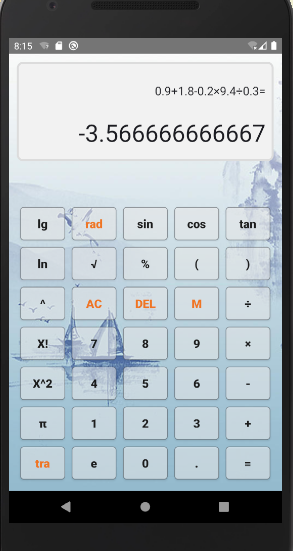 8:15
0.9+1.8-0.2×9.4÷0.3=
-3.566666666667
lg rad sin cos tan
ln √ % ( )
^ AC DEL M ÷
X! 7 8 9 ×
X^2 4 5 6 -
π 1 2 3 +
tra e 0 . =